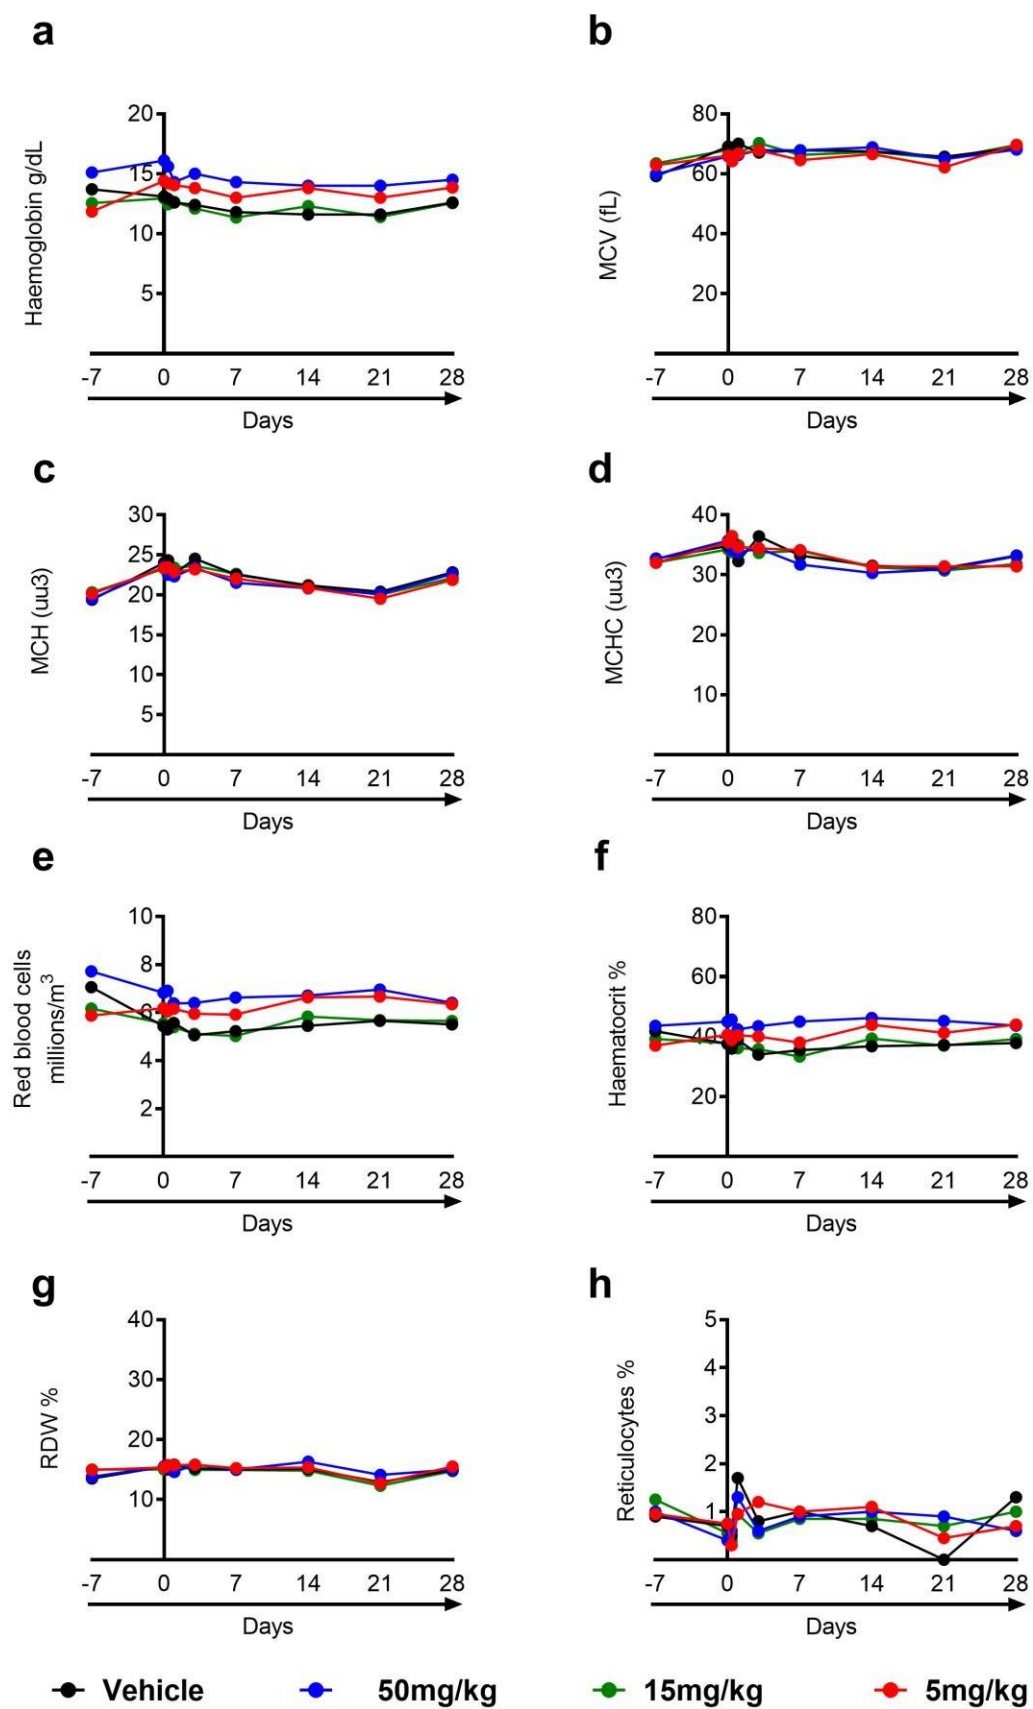 a
b
20
15
10
5
Haemoglobin g/dL
-7 0 7 14 21 28
Days
80
60
40
20
MCV (fL)
-7 0 7 14 21 28
Days
c
d
30
25
20
15
10
5
MCH (uu3)
-7 0 7 14 21 28
Days
40
30
20
10
MCHC (uu3)
-7 0 7 14 21 28
Days
e
f
10
8
6
4
2
Red blood cells
millions/m³
-7 0 7 14 21 28
Days
80
60
40
20
Haematocrit %
-7 0 7 14 21 28
Days
g
h
40
30
20
10
RDW %
-7 0 7 14 21 28
Days
5
4
3
2
1
Reticulocytes %
-7 0 7 14 21 28
Days
Vehicle 50mg/kg 15mg/kg 5mg/kg